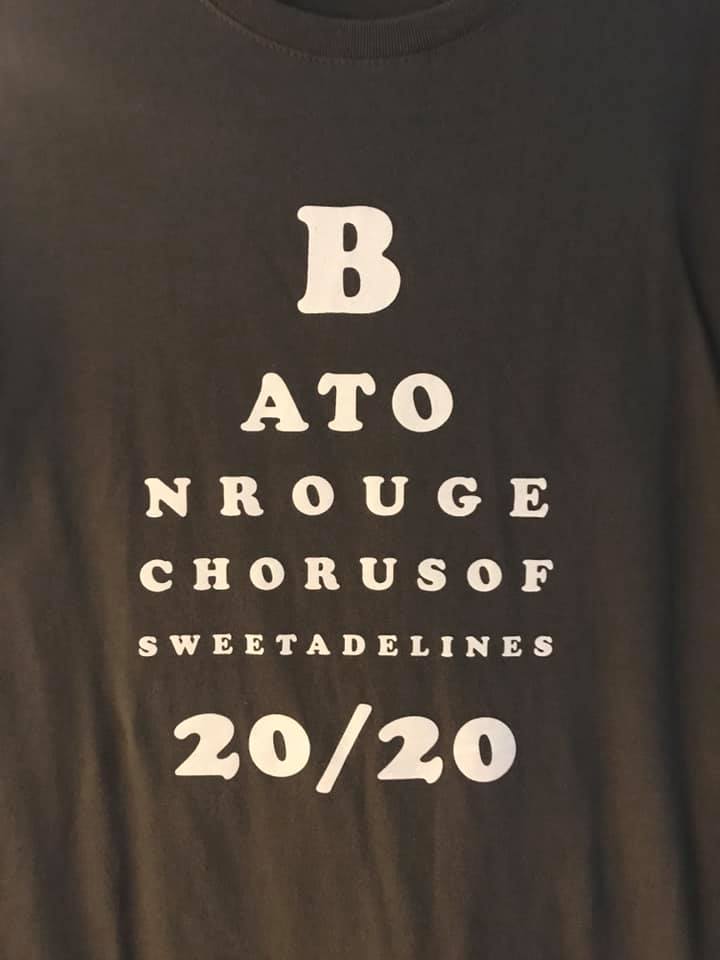 B
ATO
NROUGE
CHORUSOF
SWEETADELINES
20/20